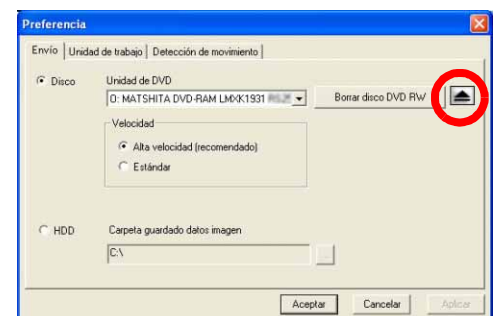 Preferencia
Envío Unidad de trabajo Detección de movimiento
Disco
Unidad de DVD
D: MATSHITA DVD-RAM LMXK1931
Borrar disco DVD RW
Velocidad
Alta velocidad (recomendado)
Estándar
HDD
Carpeta guardado datos imagen
C:\
...
Aceptar Cancelar Aplicar